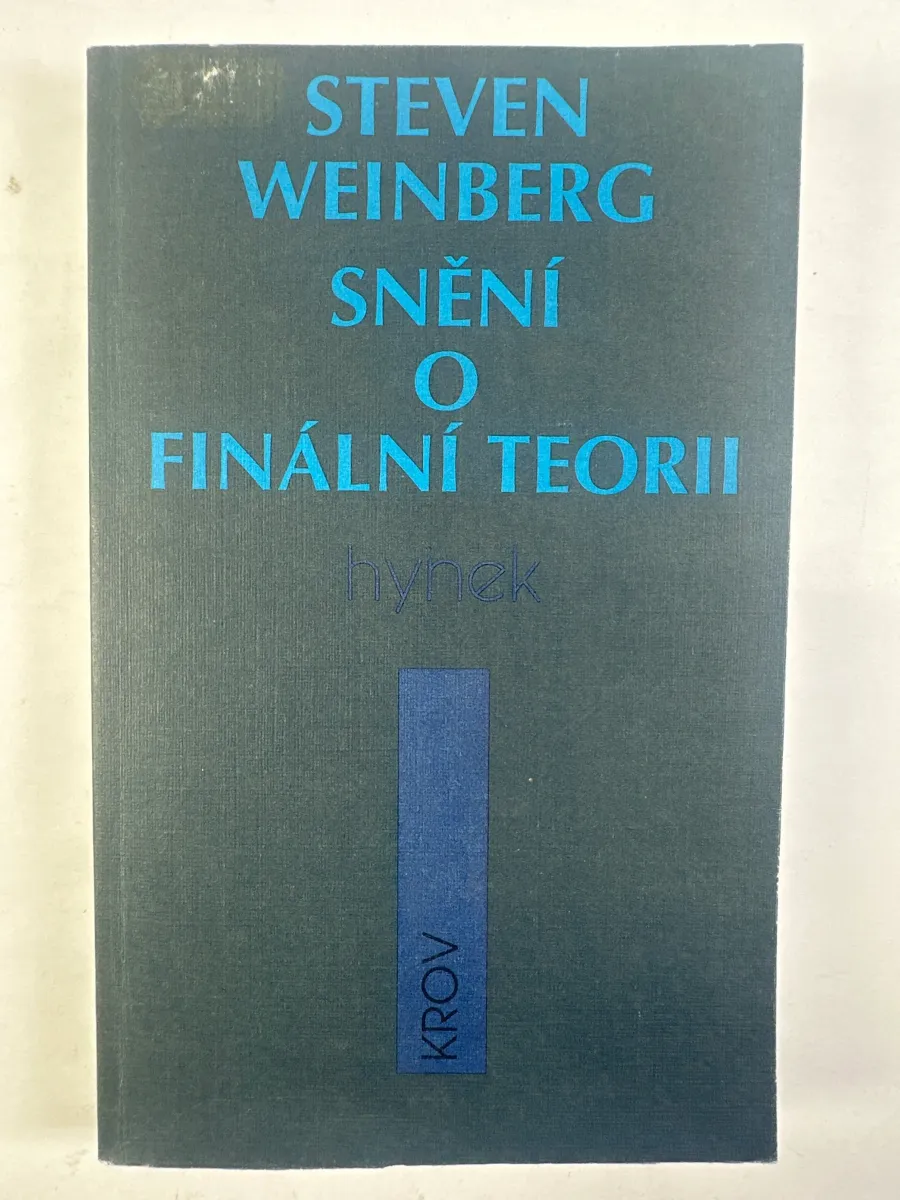 STEVEN
WEINBERG
SNĚNÍ
O
FINÁLNÍ TEORII
hynek
KROV